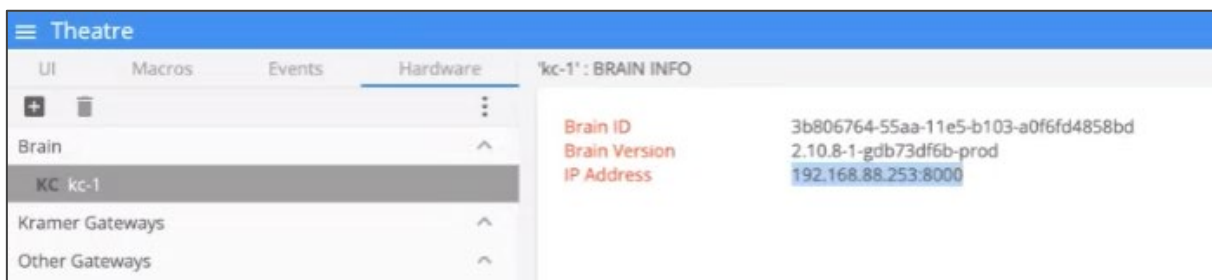 Theatre
UI Macros Events Hardware
'kc-1' : BRAIN INFO
Brain ID 3b806764-55aa-11e5-b103-a0f6fd4858bd
Brain Version 2.10.8-1-gdb73df6b-prod
IP Address 192.168.88.253:8000
Brain
KC kc-1
Kramer Gateways
Other Gateways